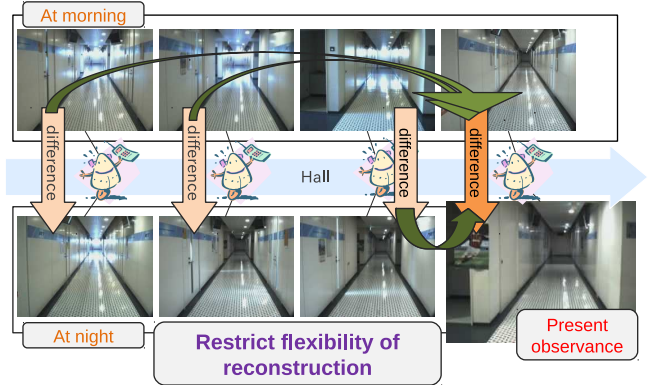 At morning
difference
difference
difference
difference
Hall
At night
Restrict flexibility of
reconstruction
Present
observance